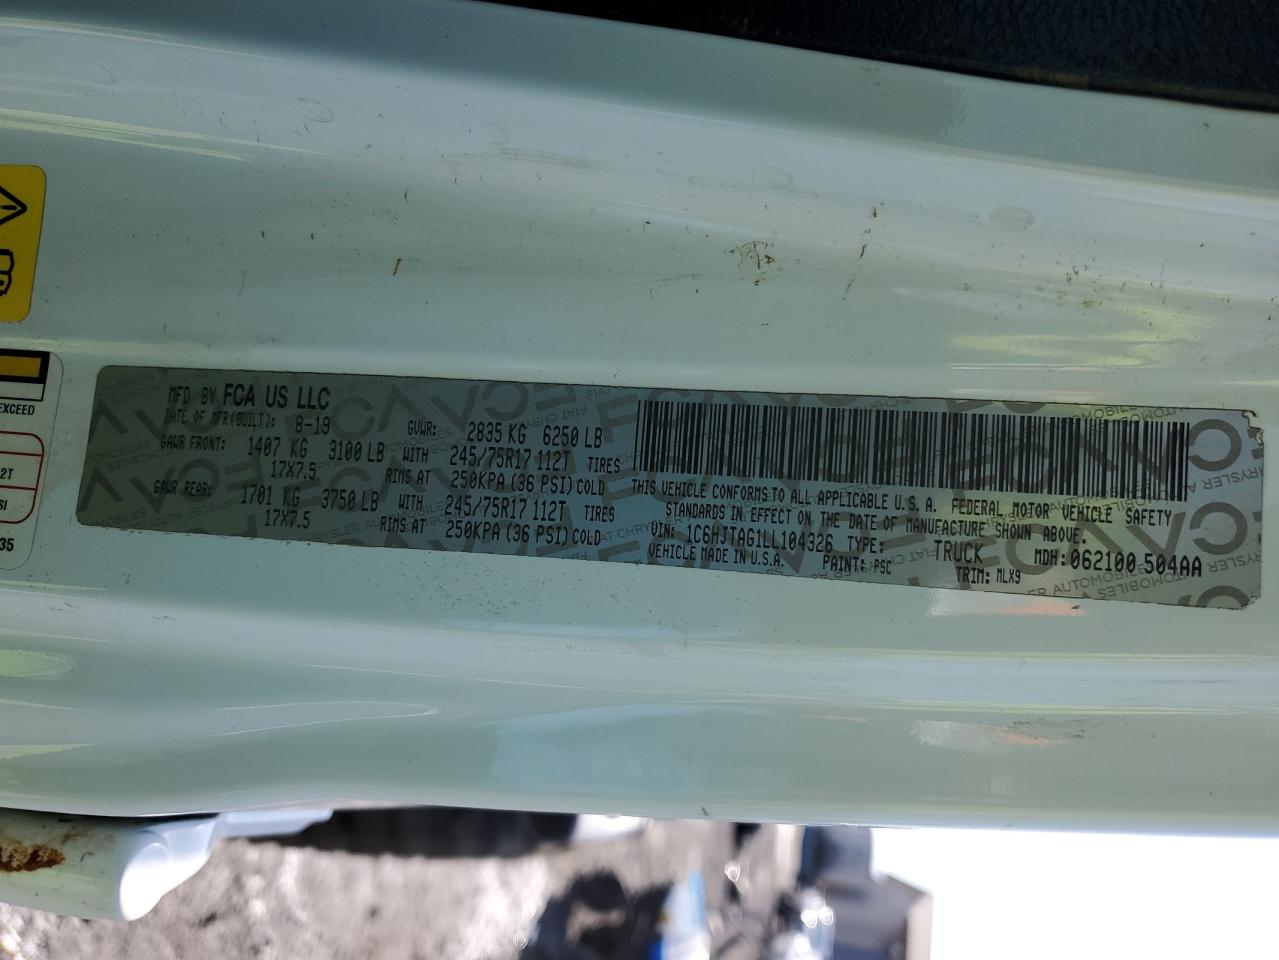 MFD BY FCA US LLC
DATE OF MFR(BUILT): 8-19 GVWR: 2835 KG 6250 LB
GAWR FRONT: 1407 KG 3100 LB WITH 245/75R17 112T TIRES
17X7.5 RIMS AT 250KPA (36 PSI) COLD
GAWR REAR: 1701 KG 3750 LB WITH 245/75R17 112T TIRES
17X7.5 RIMS AT 250KPA (36 PSI) COLD
THIS VEHICLE CONFORMS TO ALL APPLICABLE U.S.A. FEDERAL MOTOR VEHICLE SAFETY
STANDARDS IN EFFECT ON THE DATE OF MANUFACTURE SHOWN ABOVE.
VIN: 1C6HJTAG1LL104326 TYPE: TRUCK MDH: 062100 504AA
VEHICLE MADE IN U.S.A. PAINT: PSC TRIM: MLX9
EXCEED
2T
SI
35